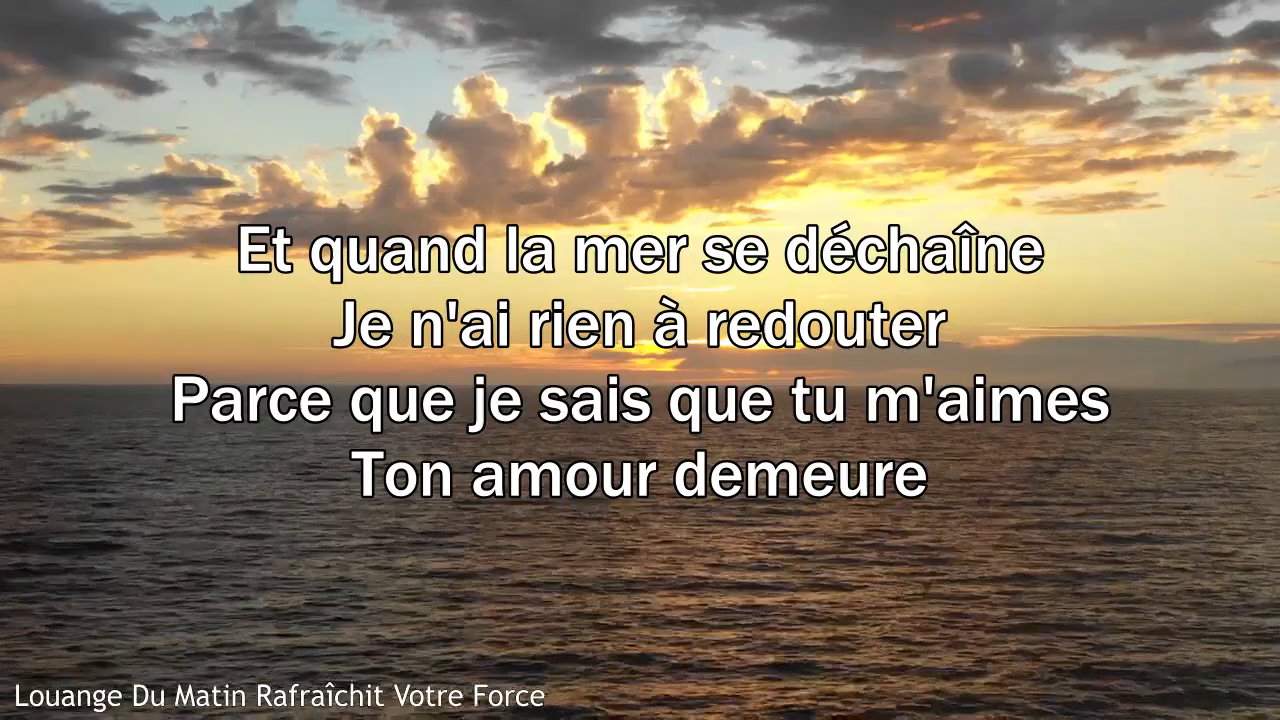 Et quand la mer se déchaîne
Je n'ai rien à redouter
Parce que je sais que tu m'aimes
Ton amour demeure
Louange Du Matin Rafraîchit Votre Force